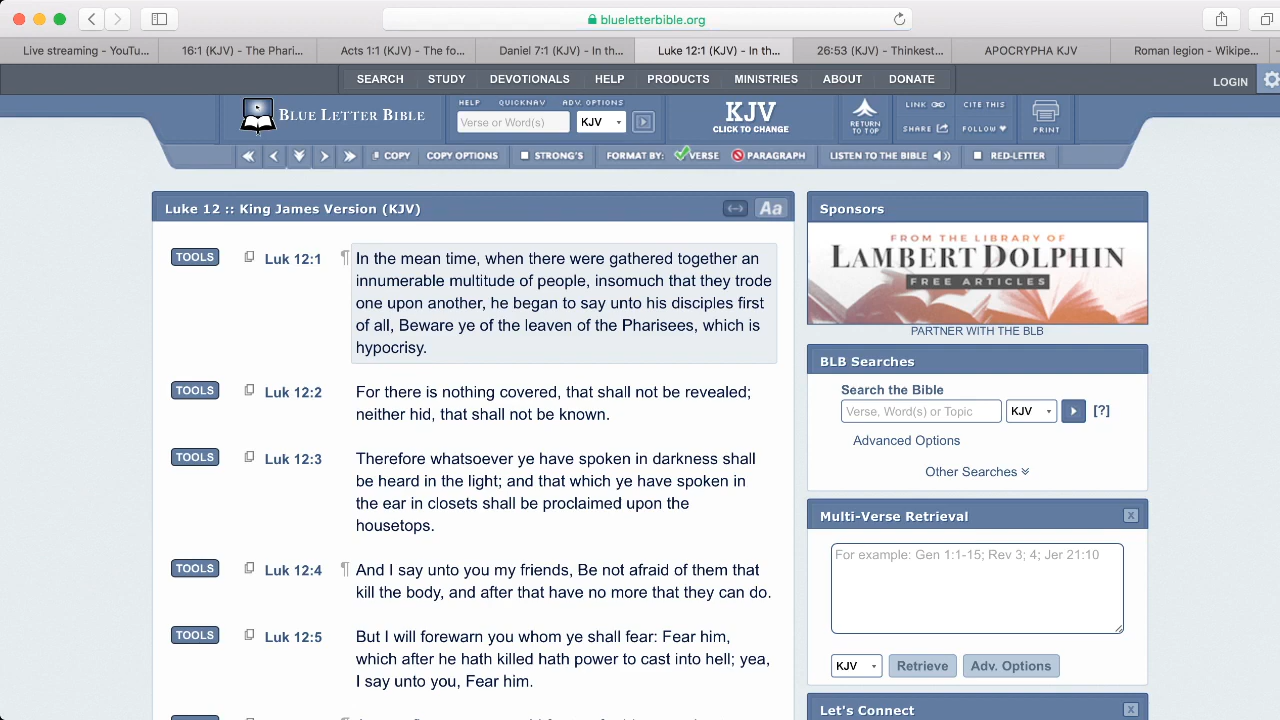 blueletterbible.org
Live streaming - YouTu...
16:1 (KJV) - The Phari...
Acts 1:1 (KJV) - The fo...
Daniel 7:1 (KJV) - In th...
Luke 12:1 (KJV) - In th...
26:53 (KJV) - Thinkest...
APOCRYPHA KJV
Roman legion - Wikipe...
SEARCH STUDY DEVOTIONALS HELP PRODUCTS MINISTRIES ABOUT DONATE
LOGIN
BLUE LETTER BIBLE
HELP QUICKNAV ADV. OPTIONS
Verse or Word(s)
KJV
KJV
CLICK TO CHANGE
RETURN
TO TOP
LINK
CITE THIS
SHARE
FOLLOW
PRINT
COPY COPY OPTIONS STRONG'S FORMAT BY: VERSE PARAGRAPH LISTEN TO THE BIBLE RED-LETTER
Luke 12 :: King James Version (KJV)
Aa
TOOLS Luk 12:1 ¶ In the mean time, when there were gathered together an
innumerable multitude of people, insomuch that they trode
one upon another, he began to say unto his disciples first
of all, Beware ye of the leaven of the Pharisees, which is
hypocrisy.
TOOLS Luk 12:2 For there is nothing covered, that shall not be revealed;
neither hid, that shall not be known.
TOOLS Luk 12:3 Therefore whatsoever ye have spoken in darkness shall
be heard in the light; and that which ye have spoken in
the ear in closets shall be proclaimed upon the
housetops.
TOOLS Luk 12:4 ¶ And I say unto you my friends, Be not afraid of them that
kill the body, and after that have no more that they can do.
TOOLS Luk 12:5 But I will forewarn you whom ye shall fear: Fear him,
which after he hath killed hath power to cast into hell; yea,
I say unto you, Fear him.
Sponsors
FROM THE LIBRARY OF
LAMBERT DOLPHIN
FREE ARTICLES
PARTNER WITH THE BLB
BLB Searches
Search the Bible
Verse, Word(s) or Topic
KJV
[?]
Advanced Options
Other Searches
Multi-Verse Retrieval
x
For example: Gen 1:1-15; Rev 3; 4; Jer 21:10
KJV
Retrieve
Adv. Options
Let's Connect
x